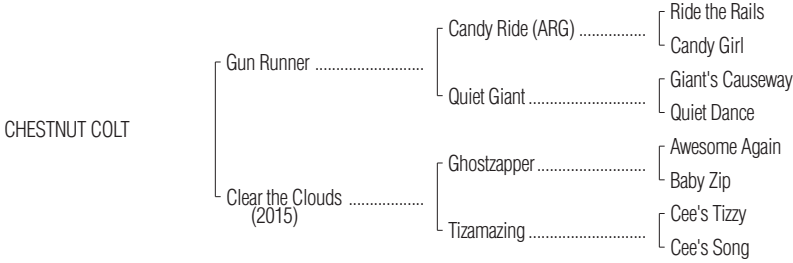 Ride the Rails
Candy Ride (ARG) ................
Candy Girl
Gun Runner ..........................
Giant's Causeway
Quiet Giant ............................
Quiet Dance
CHESTNUT COLT
Awesome Again
Ghostzapper ..........................
Baby Zip
Clear the Clouds ..................
(2015)
Cee's Tizzy
Tizamazing ............................
Cee's Song